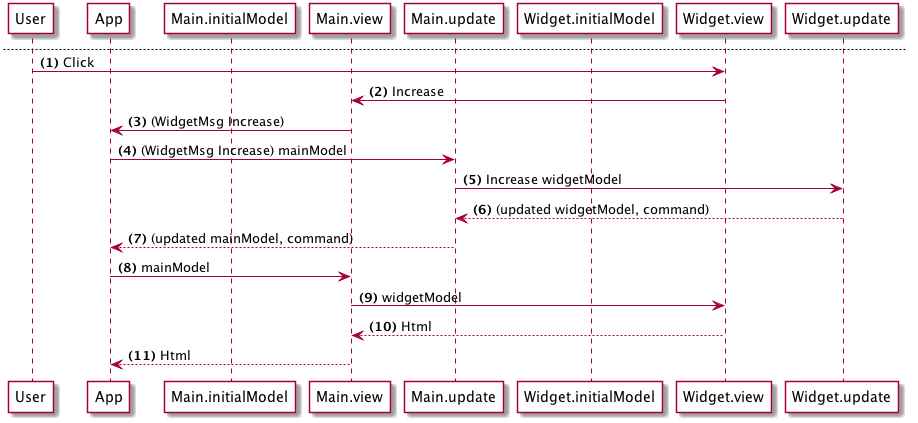 User App Main.initialModel Main.view Main.update Widget.initialModel Widget.view Widget.update
(1) Click
(2) Increase
(3) (WidgetMsg Increase)
(4) (WidgetMsg Increase) mainModel
(5) Increase widgetModel
(6) (updated widgetModel, command)
(7) (updated mainModel, command)
(8) mainModel
(9) widgetModel
(10) Html
(11) Html
User App Main.initialModel Main.view Main.update Widget.initialModel Widget.view Widget.update